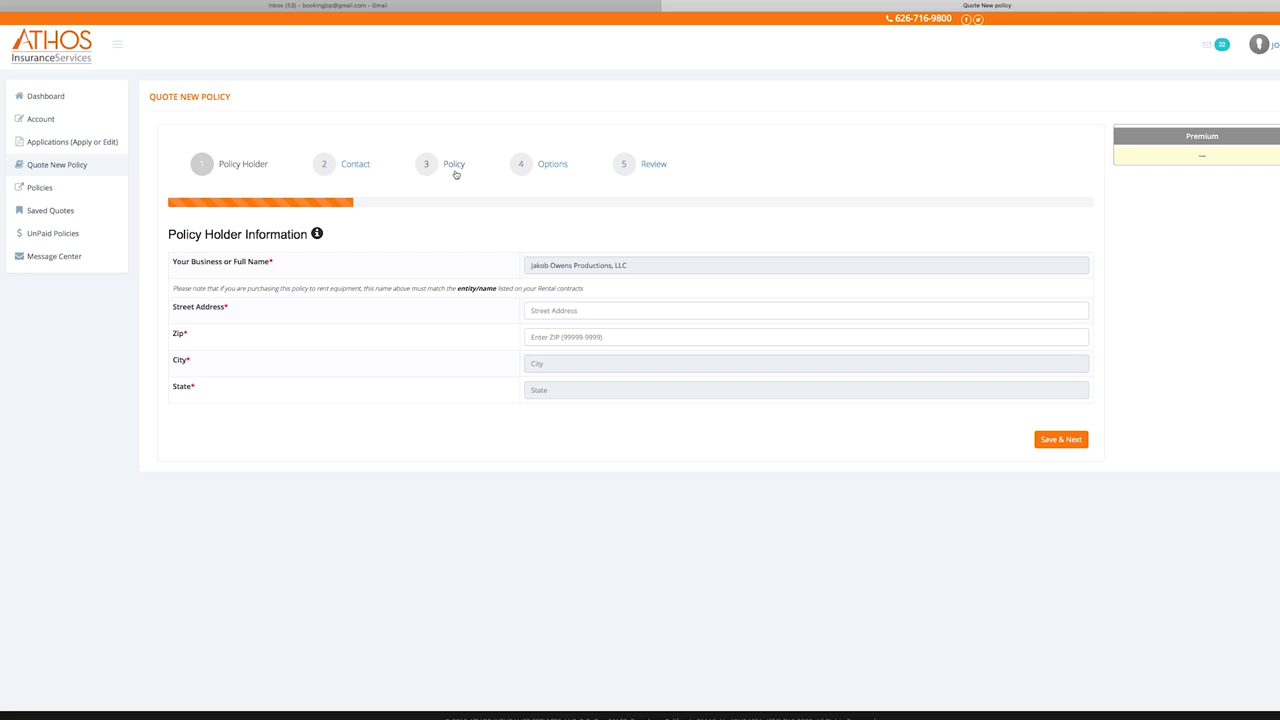 Inbox (53) - bookingjop@gmail.com - Gmail
Quote New policy
626-716-9800
ATHOS
InsuranceServices
22
JO
Dashboard
Account
Applications (Apply or Edit)
Quote New Policy
Policies
Saved Quotes
$ UnPaid Policies
Message Center
QUOTE NEW POLICY
1 Policy Holder
2 Contact
3 Policy
4 Options
5 Review
Premium
---
Policy Holder Information
Your Business or Full Name*
Jakob Owens Productions, LLC
Please note that if you are purchasing this policy to rent equipment, this name above must match the entity/name listed on your Rental contracts
Street Address*
Street Address
Zip*
Enter ZIP (99999-9999)
City*
City
State*
State
Save & Next